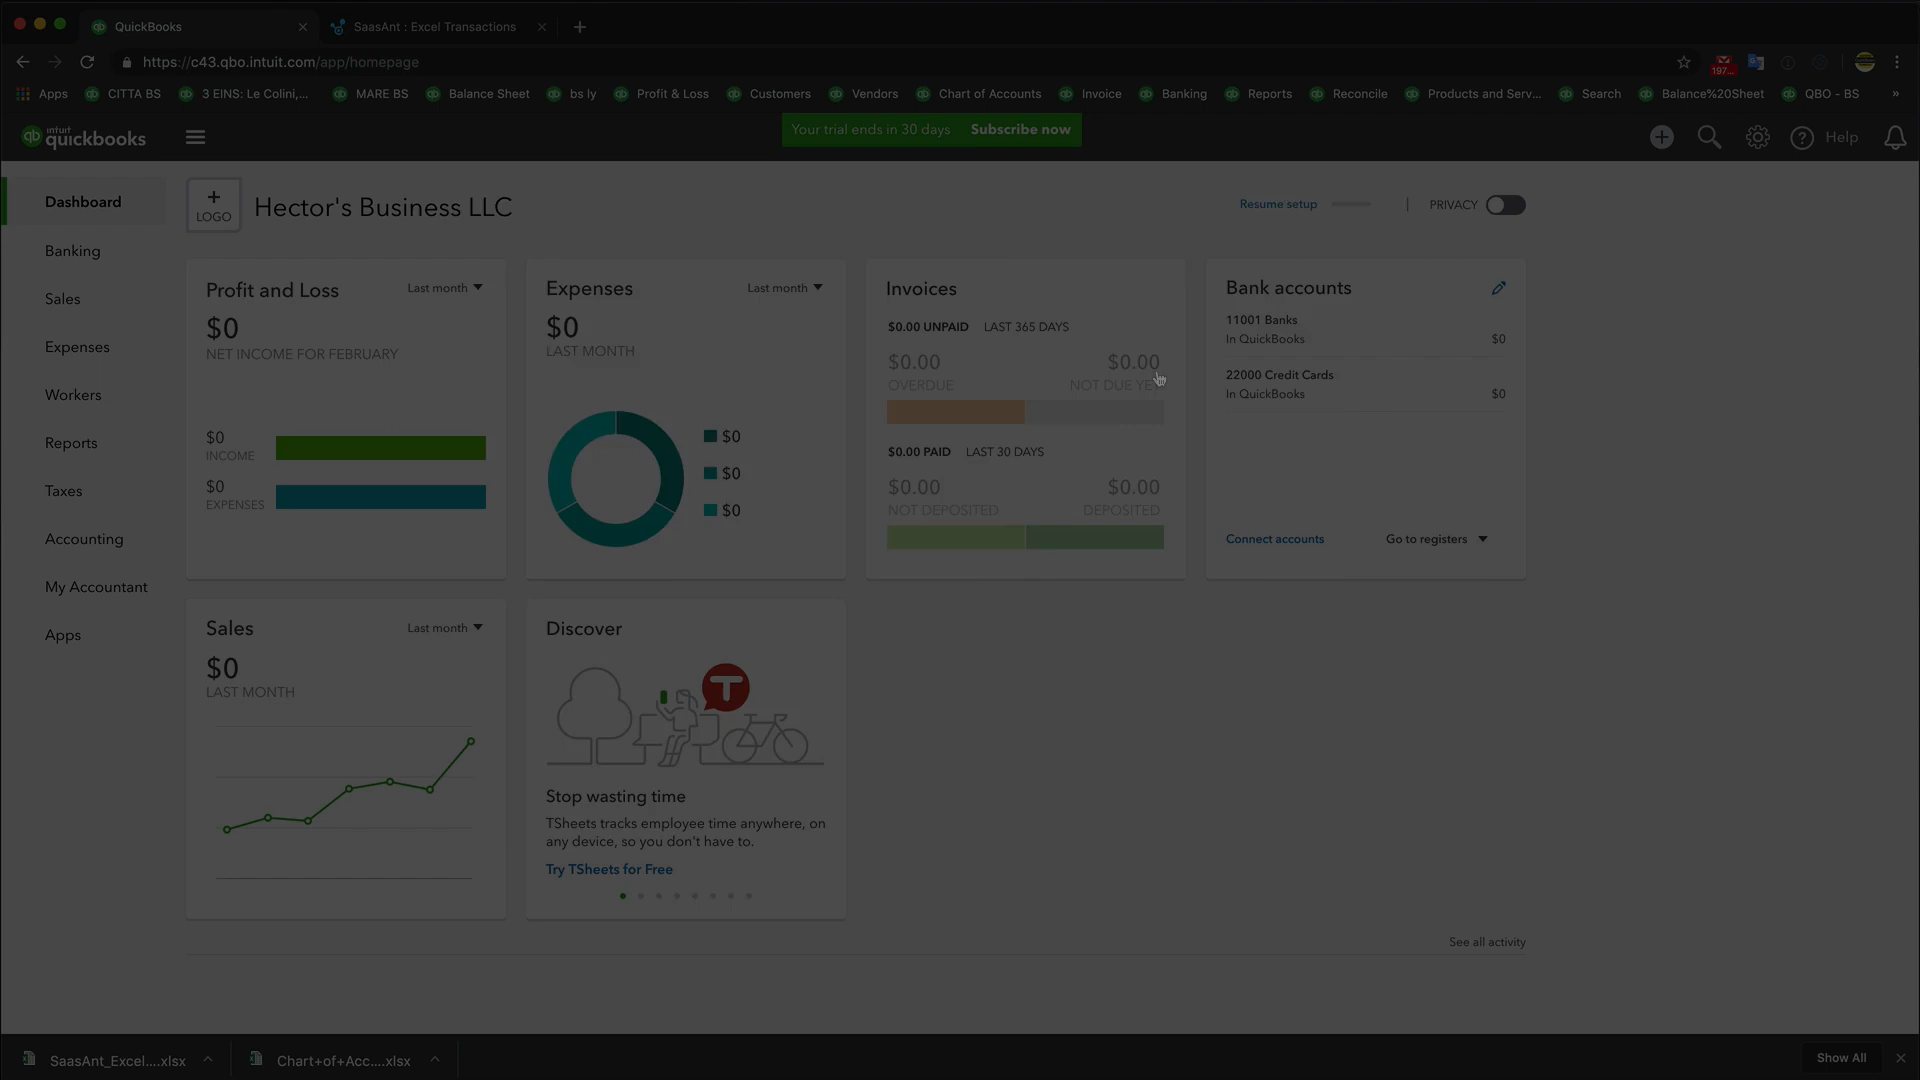 QuickBooks
SaasAnt : Excel Transactions
https://c43.qbo.intuit.com/app/homepage
197...
Apps
CITTA BS
3 EINS: Le Colini,...
MARE BS
Balance Sheet
bs ly
Profit & Loss
Customers
Vendors
Chart of Accounts
Invoice
Banking
Reports
Reconcile
Products and Serv...
Search
Balance%20Sheet
QBO - BS
»
qb intuit quickbooks
Your trial ends in 30 days Subscribe now
Help
Dashboard
Banking
Sales
Expenses
Workers
Reports
Taxes
Accounting
My Accountant
Apps
+
LOGO
Hector's Business LLC
Resume setup
PRIVACY
Profit and Loss
Last month
$0
NET INCOME FOR FEBRUARY
$0
INCOME
$0
EXPENSES
Expenses
Last month
$0
LAST MONTH
$0
$0
$0
Invoices
$0.00 UNPAID LAST 365 DAYS
$0.00 $0.00
OVERDUE NOT DUE YET
$0.00 PAID LAST 30 DAYS
$0.00 $0.00
NOT DEPOSITED DEPOSITED
Bank accounts
11001 Banks
In QuickBooks $0
22000 Credit Cards
In QuickBooks $0
Connect accounts Go to registers
Sales
Last month
$0
LAST MONTH
Discover
T
Stop wasting time
TSheets tracks employee time anywhere, on
any device, so you don't have to.
Try TSheets for Free
See all activity
SaasAnt_Excel....xlsx
Chart+of+Acc....xlsx
Show All